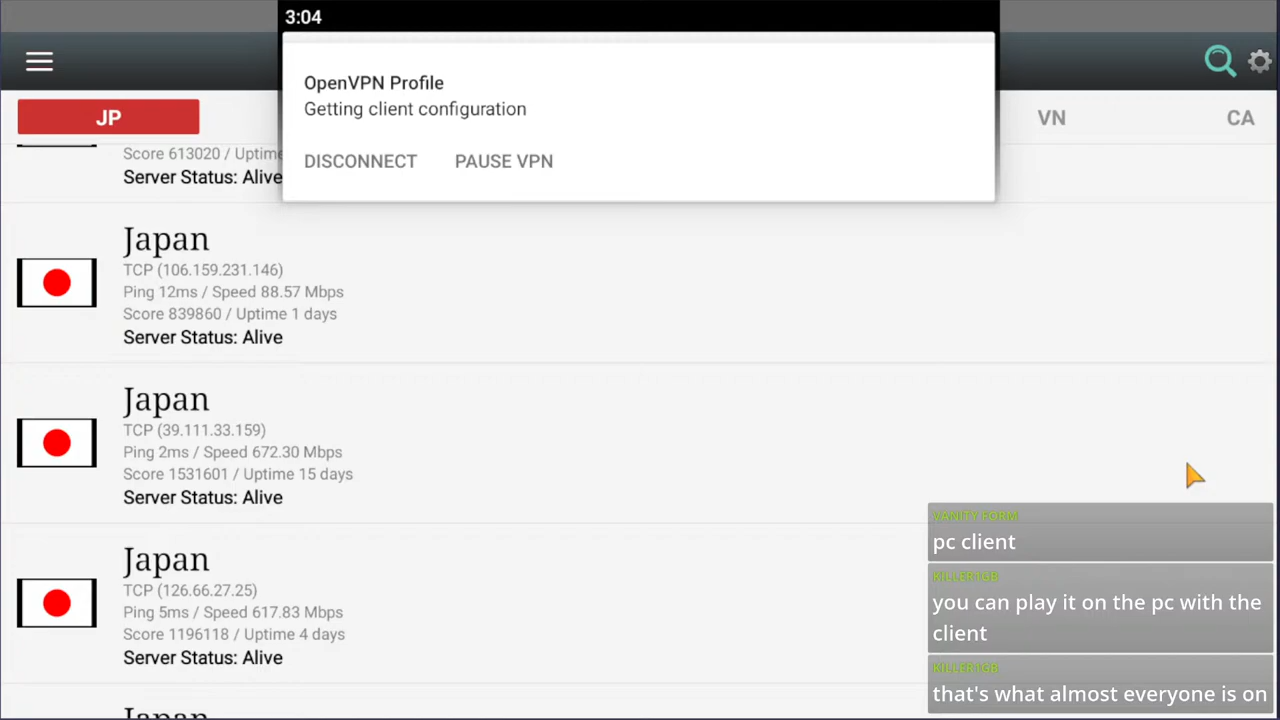 3:04
OpenVPN Profile
Getting client configuration
DISCONNECT PAUSE VPN
JP
VN
CA
Score 613020 / Uptime
Server Status: Alive
Japan
TCP (106.159.231.146)
Ping 12ms / Speed 88.57 Mbps
Score 839860 / Uptime 1 days
Server Status: Alive
Japan
TCP (39.111.33.159)
Ping 2ms / Speed 672.30 Mbps
Score 1531601 / Uptime 15 days
Server Status: Alive
Japan
TCP (126.66.27.25)
Ping 5ms / Speed 617.83 Mbps
Score 1196118 / Uptime 4 days
Server Status: Alive
Japan
VANITY FORM
pc client
KILLER1GB
you can play it on the pc with the
client
KILLER1GB
that's what almost everyone is on